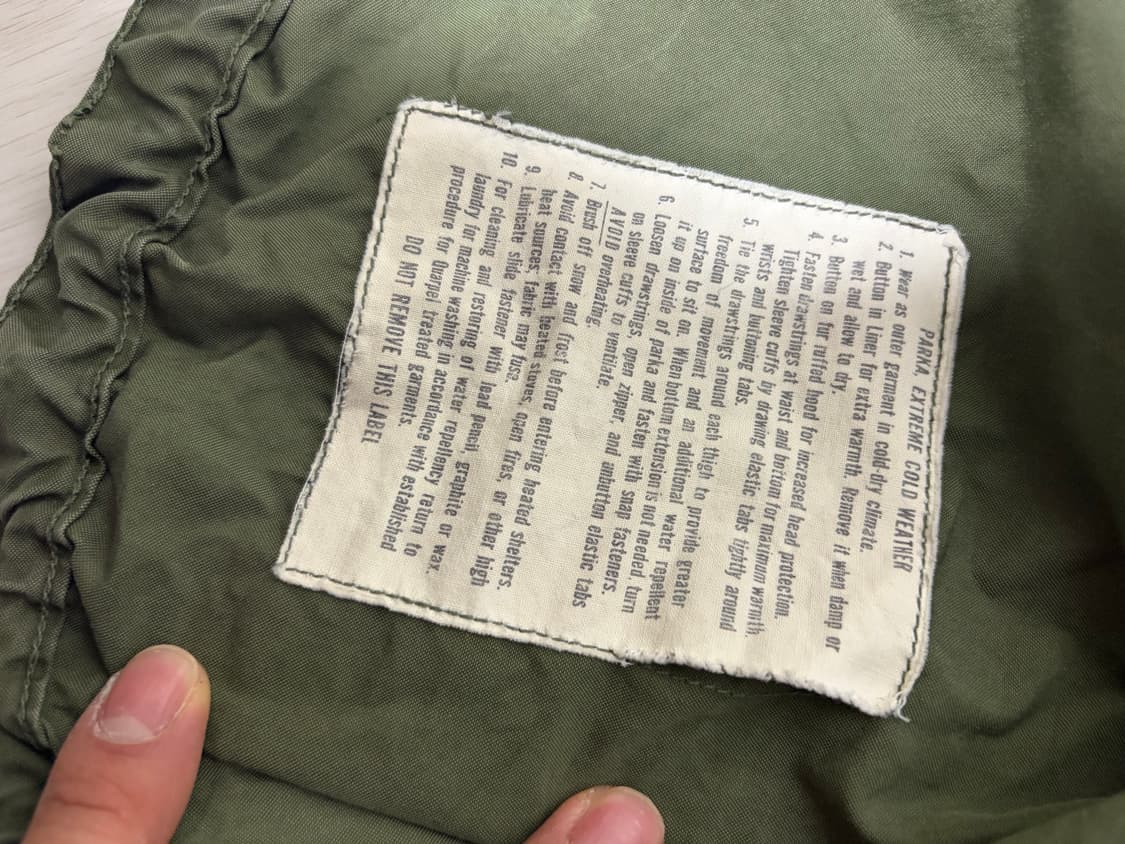 PARKA, EXTREME COLD WEATHER
1. Wear as outer garment in cold-dry climate.
2. Button in Liner for extra warmth. Remove it when damp or
wet and allow to dry.
3. Button on fur ruffed hood for increased head protection.
4. Fasten drawstrings at waist and bottom for maximum warmth.
Tighten sleeve cuffs by drawing elastic tabs tightly around
wrists and buttoning tabs.
5. Tie the drawstrings around each thigh to provide greater
freedom of movement and an additional water repellent
surface to sit on. When bottom extension is not needed, turn
it up on inside of parka and fasten with snap fasteners.
6. Loosen drawstrings, open zipper, and unbutton elastic tabs
on sleeve cuffs to ventilate.
AVOID overheating.
7. Brush off snow and frost before entering heated shelters.
8. Avoid contact with heated stoves, open fires, or other high
heat sources; fabric may fuse.
9. Lubricate slide fastener with lead pencil, graphite or wax.
10. For cleaning and restoring of water repellency return to
laundry for machine washing in accordance with established
procedure for Quarpel treated garments.
DO NOT REMOVE THIS LABEL